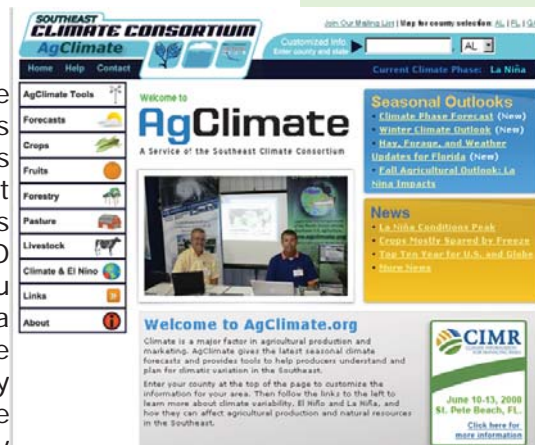 SOUTHEAST
CLIMATE CONSORTIUM
AgClimate
Join Our Mailing List | Map for county selection: AL | FL | GA
Customized Info.
Enter county and state
AL
Home Help Contact
Current Climate Phase: La Niña
AgClimate Tools
Forecasts
Crops
Fruits
Forestry
Pasture
Livestock
Climate & El Nino
Links
About
Welcome to
AgClimate
A Service of the Southeast Climate Consortium
Seasonal Outlooks
• Climate Phase Forecast (New)
• Winter Climate Outlook (New)
• Hay, Forage, and Weather
Updates for Florida (New)
• Fall Agricultural Outlook: La
Nina Impacts
News
• La Niña Conditions Peak
• Crops Mostly Spared by Freeze
• Top Ten Year for U.S. and Globe
• More News
Welcome to AgClimate.org
Climate is a major factor in agricultural production and
marketing. AgClimate gives the latest seasonal climate
forecasts and provides tools to help producers understand and
plan for climatic variation in the Southeast.
Enter your county at the top of the page to customize the
information for your area. Then follow the links to the left to
learn more about climate variability, El Niño and La Niña, and
how they can affect agricultural production and natural resources
in the Southeast.
CIMR
June 10-13, 2008
St. Pete Beach, FL.
Click here for
more information